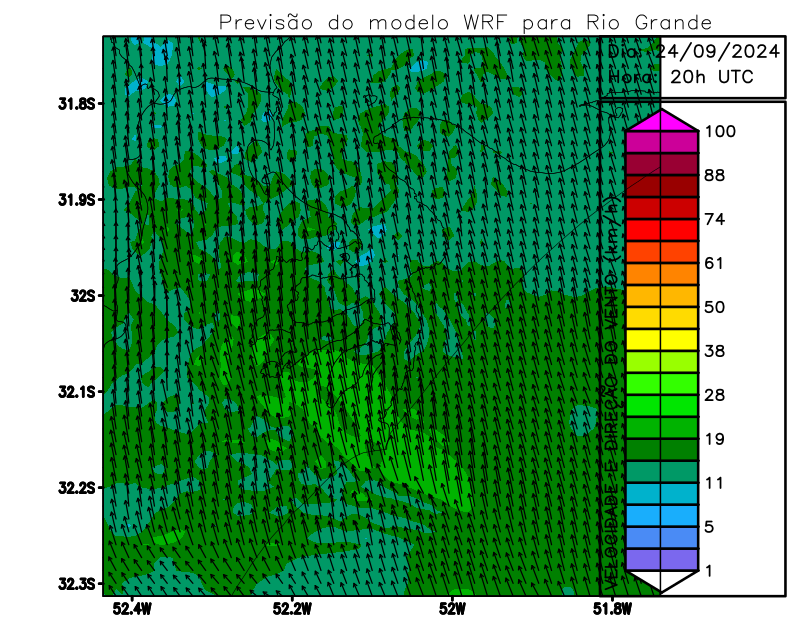 Previsão do modelo WRF para Rio Grande
Dia: 24/09/2024
Hora: 20h UTC
31.8S
31.9S
32S
32.1S
32.2S
32.3S
52.4W
52.2W
52W
51.8W
VELOCIDADE E DIREÇÃO DO VENTO (km/h)
100
88
74
61
50
38
28
19
11
5
1